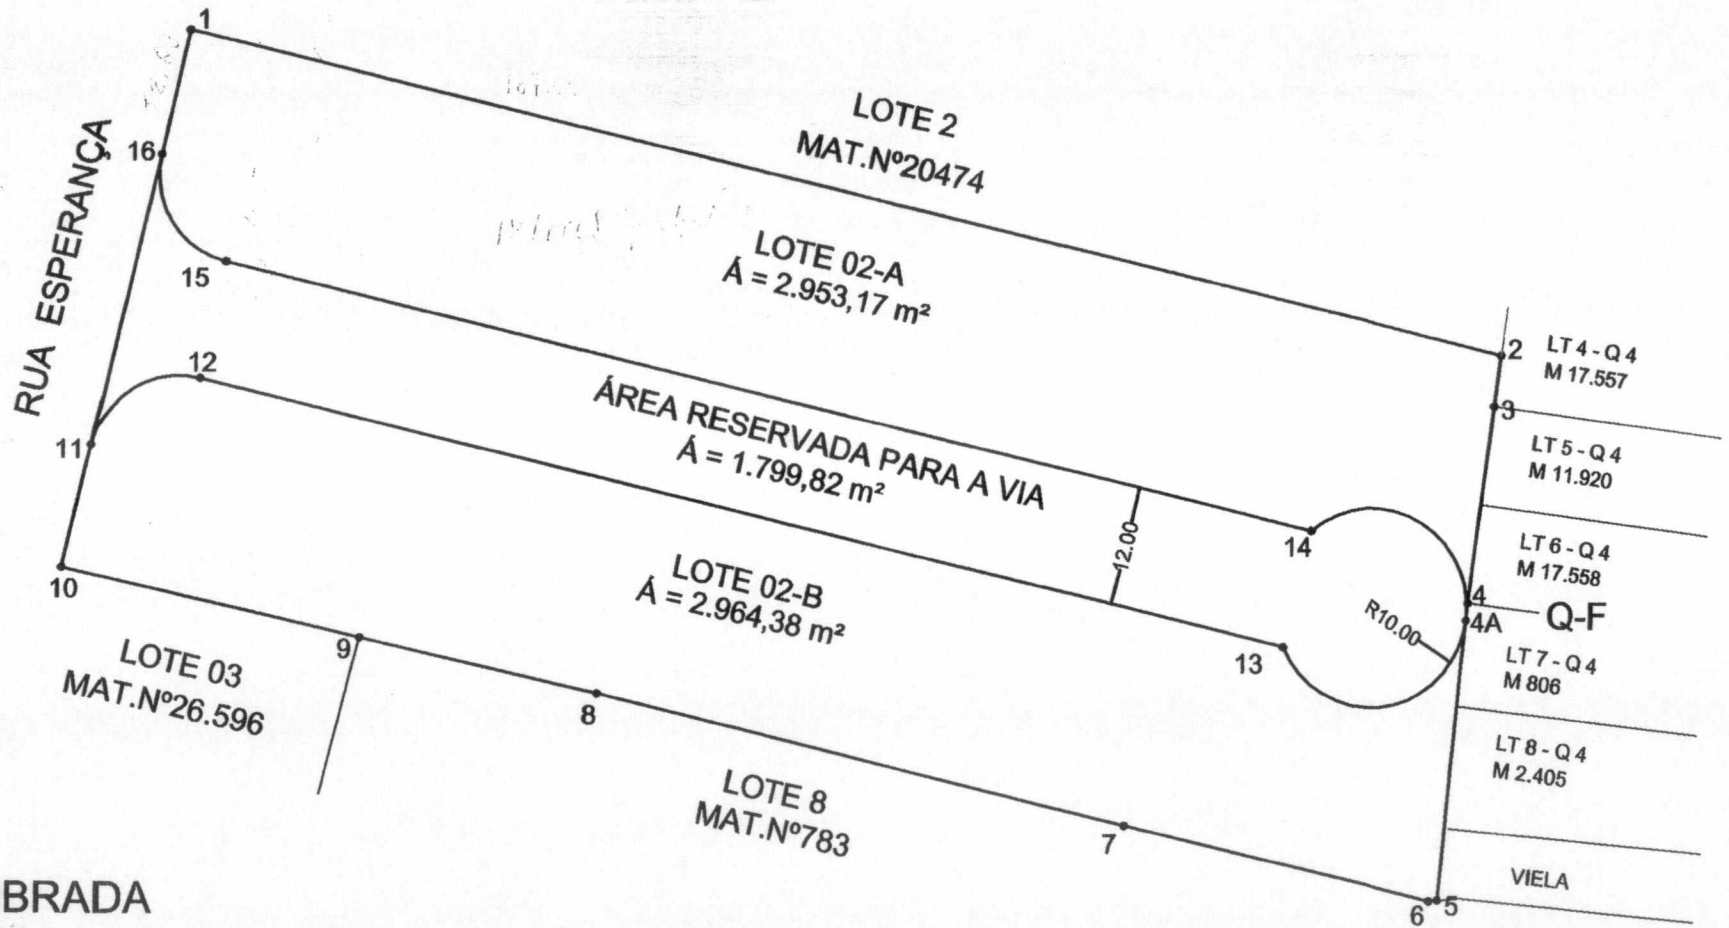 1
LOTE 2
MAT.Nº20474
16
RUA ESPERANÇA
LOTE 02-A
Á = 2.953,17 m²
15
2
LT 4 - Q 4
M 17.557
3
12
ÁREA RESERVADA PARA A VIA
Á = 1.799,82 m²
LT 5 - Q 4
M 11.920
11
12.00
14
LT 6 - Q 4
M 17.558
LOTE 02-B
Á = 2.964,38 m²
4
Q-F
4A
R10.00
10
9
13
LT 7 - Q 4
M 806
LOTE 03
MAT.Nº26.596
8
LT 8 - Q 4
M 2.405
LOTE 8
MAT.Nº783
7
VIELA
BRADA
6
5